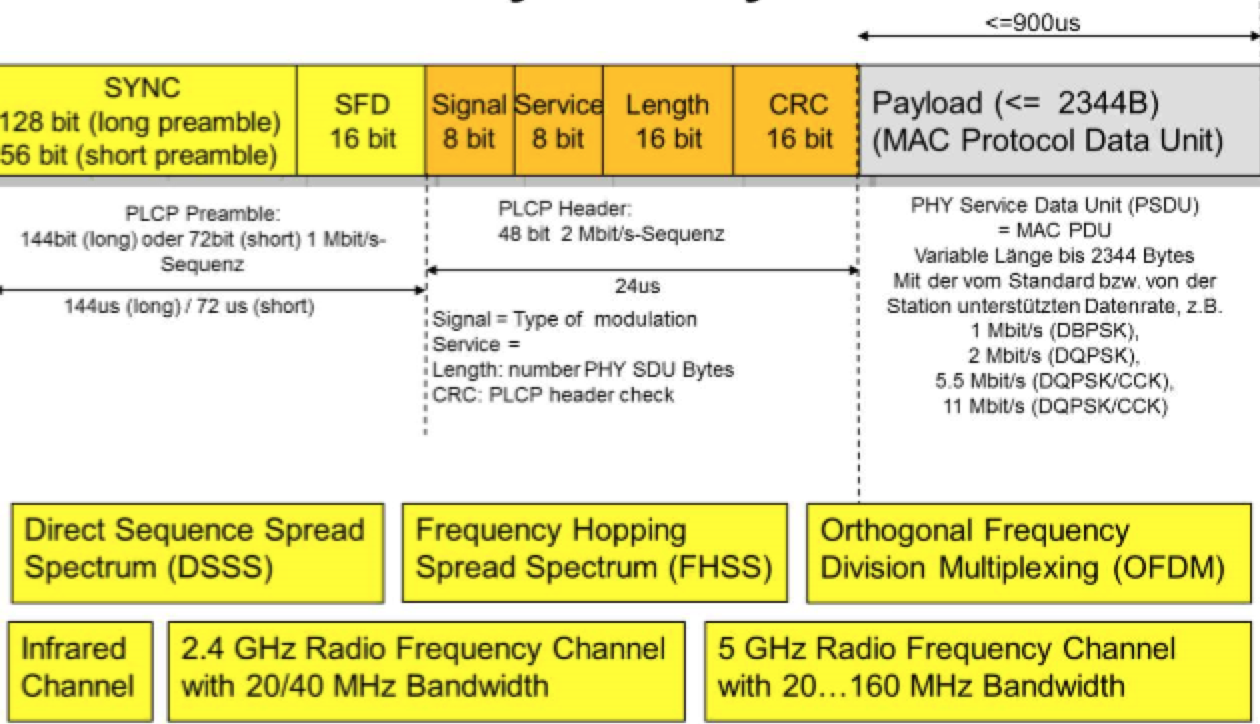 <=900us
SYNC
128 bit (long preamble)
56 bit (short preamble)
SFD
16 bit
Signal
8 bit
Service
8 bit
Length
16 bit
CRC
16 bit
Payload (<= 2344B)
(MAC Protocol Data Unit)
PLCP Preamble:
144bit (long) oder 72bit (short) 1 Mbit/s-
Sequenz
144us (long) / 72 us (short)
PLCP Header:
48 bit 2 Mbit/s-Sequenz
24us
Signal = Type of modulation
Service =
Length: number PHY SDU Bytes
CRC: PLCP header check
PHY Service Data Unit (PSDU)
= MAC PDU
Variable Länge bis 2344 Bytes
Mit der vom Standard bzw. von der
Station unterstützten Datenrate, z.B.
1 Mbit/s (DBPSK),
2 Mbit/s (DQPSK),
5.5 Mbit/s (DQPSK/CCK),
11 Mbit/s (DQPSK/CCK)
Direct Sequence Spread
Spectrum (DSSS)
Frequency Hopping
Spread Spectrum (FHSS)
Orthogonal Frequency
Division Multiplexing (OFDM)
Infrared
Channel
2.4 GHz Radio Frequency Channel
with 20/40 MHz Bandwidth
5 GHz Radio Frequency Channel
with 20...160 MHz Bandwidth